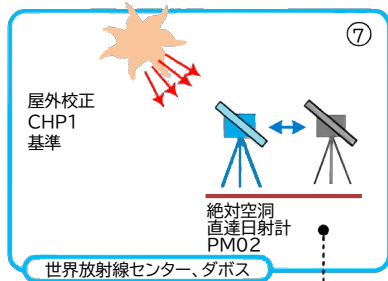 ⑦
屋外校正
CHP1
基準
絶対空洞
直達日射計
PM02
世界放射線センター、ダボス